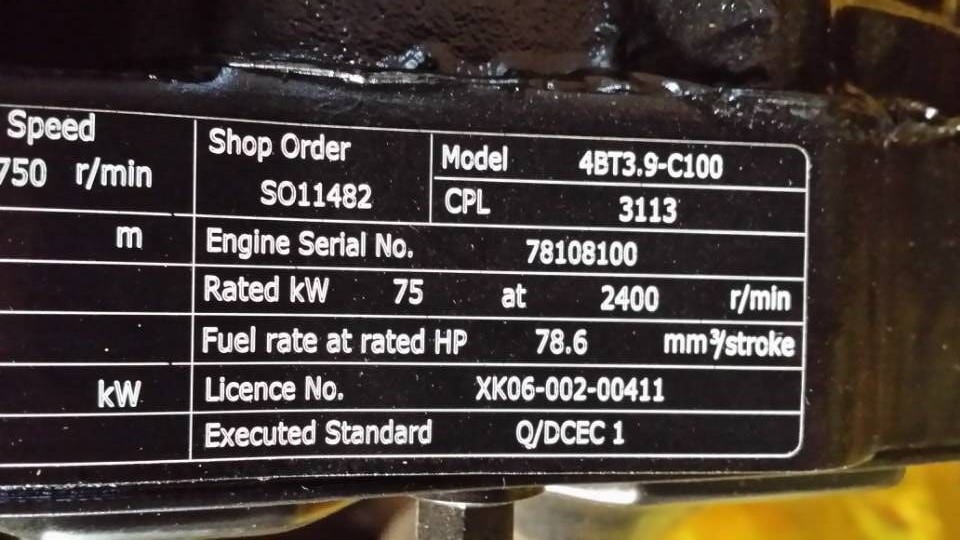 Speed
750 r/min
m
kW
Shop Order
SO11482
Model 4BT3.9-C100
CPL 3113
Engine Serial No. 78108100
Rated kW 75 at 2400 r/min
Fuel rate at rated HP 78.6 mm³/stroke
Licence No. XK06-002-00411
Executed Standard Q/DCEC 1